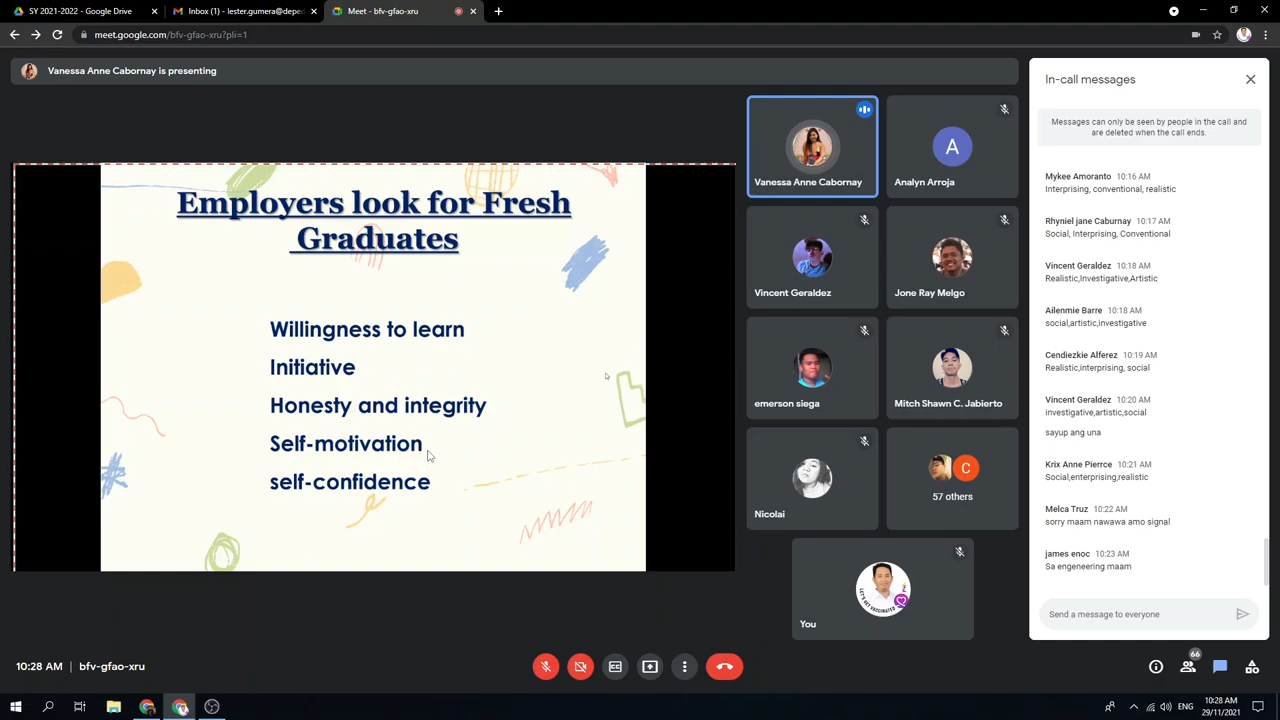 SY 2021-2022 - Google Drive
Inbox (1) - lester.gumera@deped
Meet - bfv-gfao-xru
meet.google.com/bfv-gfao-xru?pli=1
Vanessa Anne Cabornay is presenting
Employers look for Fresh
Graduates
Willingness to learn
Initiative
Honesty and integrity
Self-motivation
self-confidence
Vanessa Anne Cabornay
A
Analyn Arroja
Vincent Geraldez
Jone Ray Melgo
emerson siega
Mitch Shawn C. Jabierto
Nicolai
C
57 others
You
In-call messages
Messages can only be seen by people in the call and
are deleted when the call ends.
Mykee Amoranto 10:16 AM
Interprising, conventional, realistic
Rhyniel jane Caburnay 10:17 AM
Social, Interprising, Conventional
Vincent Geraldez 10:18 AM
Realistic,Investigative,Artistic
Ailenmie Barre 10:18 AM
social,artistic,investigative
Cendiezkie Alferez 10:19 AM
Realistic,interprising, social
Vincent Geraldez 10:20 AM
investigative,artistic,social
sayup ang una
Krix Anne Pierrce 10:21 AM
Social,enterprising,realistic
Melca Truz 10:22 AM
sorry maam nawawa amo signal
james enoc 10:23 AM
Sa engeneering maam
Send a message to everyone
10:28 AM | bfv-gfao-xru
66
ENG
10:28 AM
29/11/2021